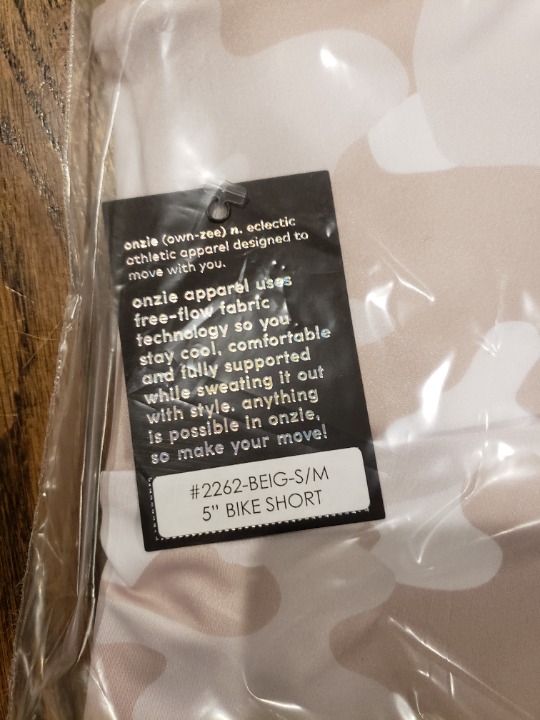 onzie (own-zee) n. eclectic
athletic apparel designed to
move with you.
onzie apparel uses
free-flow fabric
technology so you
stay cool, comfortable
and fully supported
while sweating it out
with style. anything
is possible in onzie,
so make your move!
#2262-BEIG-S/M
5" BIKE SHORT